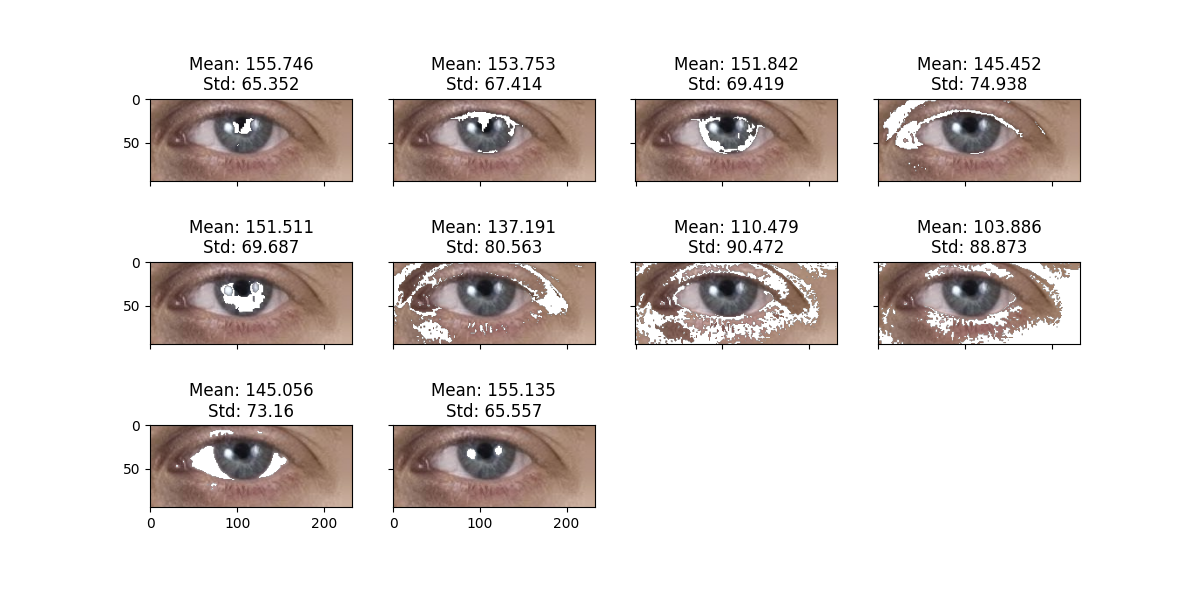 Mean: 155.746
Std: 65.352
Mean: 153.753
Std: 67.414
Mean: 151.842
Std: 69.419
Mean: 145.452
Std: 74.938
0
50
Mean: 151.511
Std: 69.687
Mean: 137.191
Std: 80.563
Mean: 110.479
Std: 90.472
Mean: 103.886
Std: 88.873
0
50
Mean: 145.056
Std: 73.16
Mean: 155.135
Std: 65.557
0
50
0 100 200
0 100 200